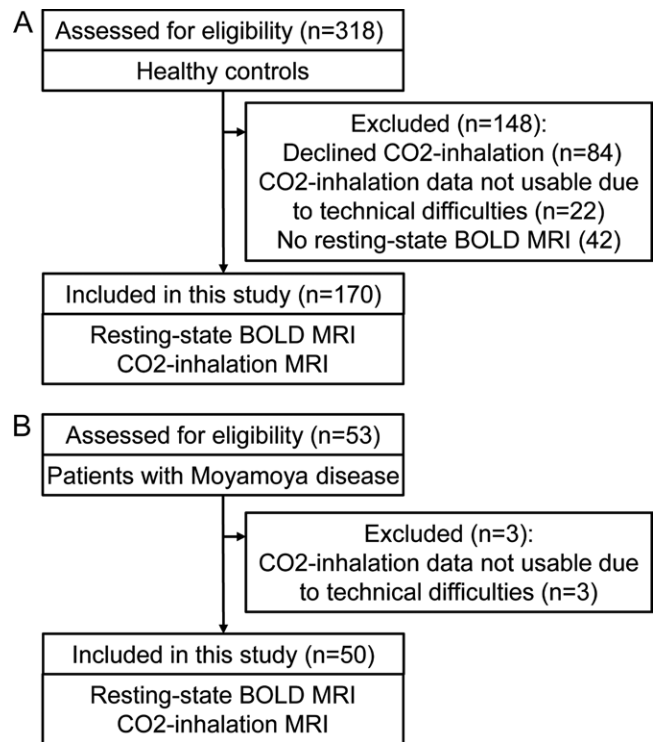 A
Assessed for eligibility (n=318)
Healthy controls
Excluded (n=148):
Declined CO2-inhalation (n=84)
CO2-inhalation data not usable due
to technical difficulties (n=22)
No resting-state BOLD MRI (42)
Included in this study (n=170)
Resting-state BOLD MRI
CO2-inhalation MRI
B
Assessed for eligibility (n=53)
Patients with Moyamoya disease
Excluded (n=3):
CO2-inhalation data not usable due
to technical difficulties (n=3)
Included in this study (n=50)
Resting-state BOLD MRI
CO2-inhalation MRI